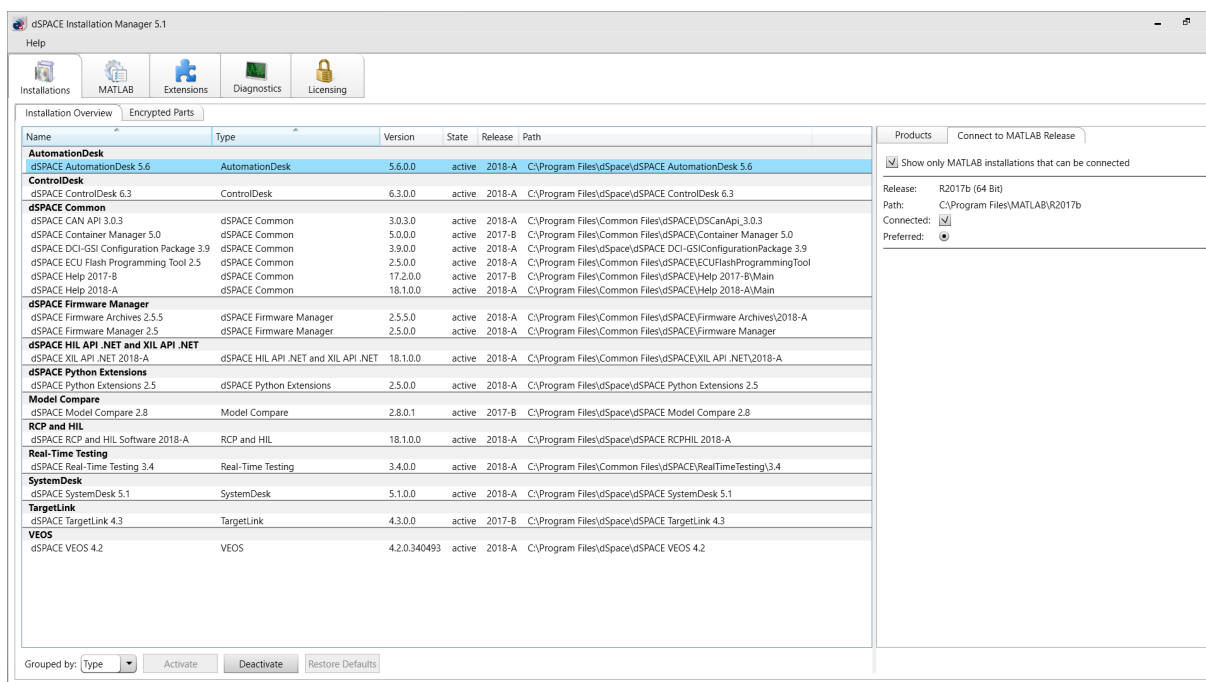 dSPACE Installation Manager 5.1
Help
Installations MATLAB Extensions Diagnostics Licensing
Installation Overview Encrypted Parts
Name Type Version State Release Path
AutomationDesk
dSPACE AutomationDesk 5.6 AutomationDesk 5.6.0.0 active 2018-A C:\Program Files\dSpace\dSPACE AutomationDesk 5.6
ControlDesk
dSPACE ControlDesk 6.3 ControlDesk 6.3.0.0 active 2018-A C:\Program Files\dSpace\dSPACE ControlDesk 6.3
dSPACE Common
dSPACE CAN API 3.0.3 dSPACE Common 3.0.3.0 active 2018-A C:\Program Files\Common Files\dSPACE\DSCanApi_3.0.3
dSPACE Container Manager 5.0 dSPACE Common 5.0.0.0 active 2017-B C:\Program Files\Common Files\dSPACE\Container Manager 5.0
dSPACE DCI-GSI Configuration Package 3.9 dSPACE Common 3.9.0.0 active 2018-A C:\Program Files\dSpace\dSPACE DCI-GSIConfigurationPackage 3.9
dSPACE ECU Flash Programming Tool 2.5 dSPACE Common 2.5.0.0 active 2018-A C:\Program Files\Common Files\dSPACE\ECUFlashProgrammingTool
dSPACE Help 2017-B dSPACE Common 17.2.0.0 active 2017-B C:\Program Files\Common Files\dSPACE\Help 2017-B\Main
dSPACE Help 2018-A dSPACE Common 18.1.0.0 active 2018-A C:\Program Files\Common Files\dSPACE\Help 2018-A\Main
dSPACE Firmware Manager
dSPACE Firmware Archives 2.5.5 dSPACE Firmware Manager 2.5.5.0 active 2018-A C:\Program Files\Common Files\dSPACE\Firmware Archives\2018-A
dSPACE Firmware Manager 2.5 dSPACE Firmware Manager 2.5.0.0 active 2018-A C:\Program Files\Common Files\dSPACE\Firmware Manager
dSPACE HIL API .NET and XIL API .NET
dSPACE XIL API .NET 2018-A dSPACE HIL API .NET and XIL API .NET 18.1.0.0 active 2018-A C:\Program Files\Common Files\dSPACE\XIL API .NET\2018-A
dSPACE Python Extensions
dSPACE Python Extensions 2.5 dSPACE Python Extensions 2.5.0.0 active 2018-A C:\Program Files\dSpace\dSPACE Python Extensions 2.5
Model Compare
dSPACE Model Compare 2.8 Model Compare 2.8.0.1 active 2017-B C:\Program Files\dSpace\dSPACE Model Compare 2.8
RCP and HIL
dSPACE RCP and HIL Software 2018-A RCP and HIL 18.1.0.0 active 2018-A C:\Program Files\dSpace\dSPACE RCPHIL 2018-A
Real-Time Testing
dSPACE Real-Time Testing 3.4 Real-Time Testing 3.4.0.0 active 2018-A C:\Program Files\Common Files\dSPACE\RealTimeTesting\3.4
SystemDesk
dSPACE SystemDesk 5.1 SystemDesk 5.1.0.0 active 2018-A C:\Program Files\dSpace\dSPACE SystemDesk 5.1
TargetLink
dSPACE TargetLink 4.3 TargetLink 4.3.0.0 active 2017-B C:\Program Files\dSpace\dSPACE TargetLink 4.3
VEOS
dSPACE VEOS 4.2 VEOS 4.2.0.340493 active 2018-A C:\Program Files\dSpace\dSPACE VEOS 4.2
Grouped by: Type Activate Deactivate Restore Defaults
Products Connect to MATLAB Release
Show only MATLAB installations that can be connected
Release: R2017b (64 Bit)
Path: C:\Program Files\MATLAB\R2017b
Connected:
Preferred: